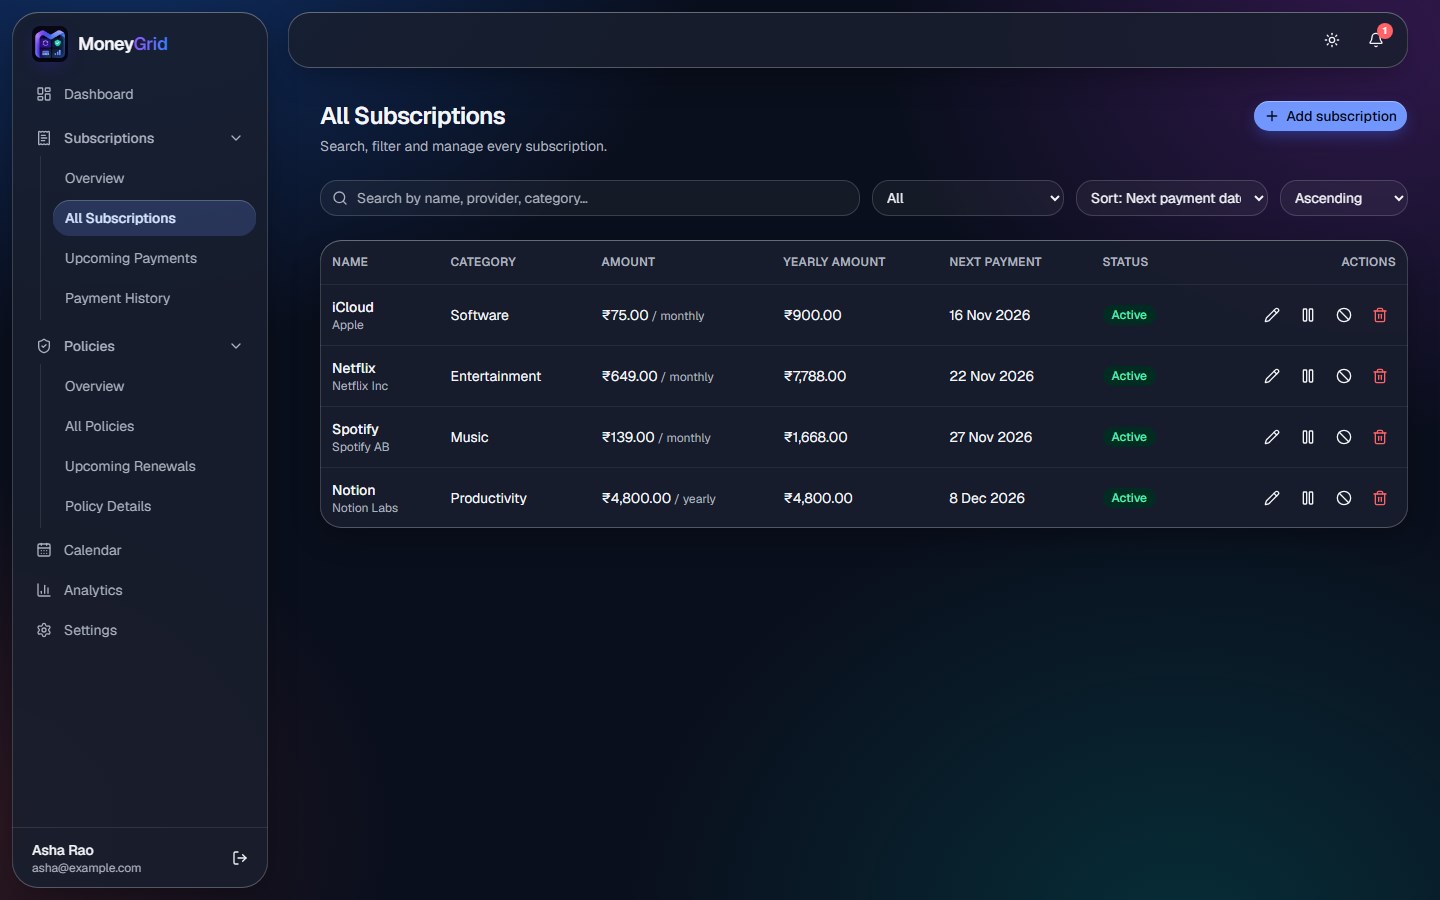 MoneyGrid
1
Dashboard
Subscriptions
Overview
All Subscriptions
Upcoming Payments
Payment History
Policies
Overview
All Policies
Upcoming Renewals
Policy Details
Calendar
Analytics
Settings
Asha Rao
asha@example.com
All Subscriptions
Search, filter and manage every subscription.
+ Add subscription
Search by name, provider, category...
All
Sort: Next payment date
Ascending
NAME CATEGORY AMOUNT YEARLY AMOUNT NEXT PAYMENT STATUS ACTIONS
iCloud
Apple
Software ₹75.00 / monthly ₹900.00 16 Nov 2026 Active
Netflix
Netflix Inc
Entertainment ₹649.00 / monthly ₹7,788.00 22 Nov 2026 Active
Spotify
Spotify AB
Music ₹139.00 / monthly ₹1,668.00 27 Nov 2026 Active
Notion
Notion Labs
Productivity ₹4,800.00 / yearly ₹4,800.00 8 Dec 2026 Active